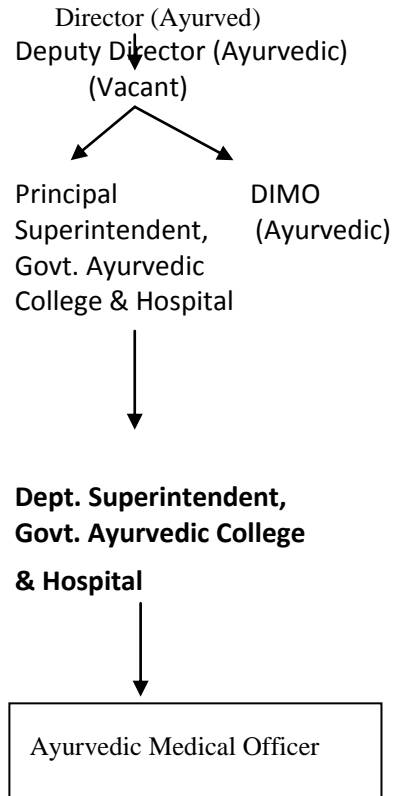 Director (Ayurved)
Deputy Director (Ayurvedic)
(Vacant)
Principal
Superintendent,
Govt. Ayurvedic
College & Hospital
DIMO
(Ayurvedic)
Dept. Superintendent,
Govt. Ayurvedic College
& Hospital
Ayurvedic Medical Officer